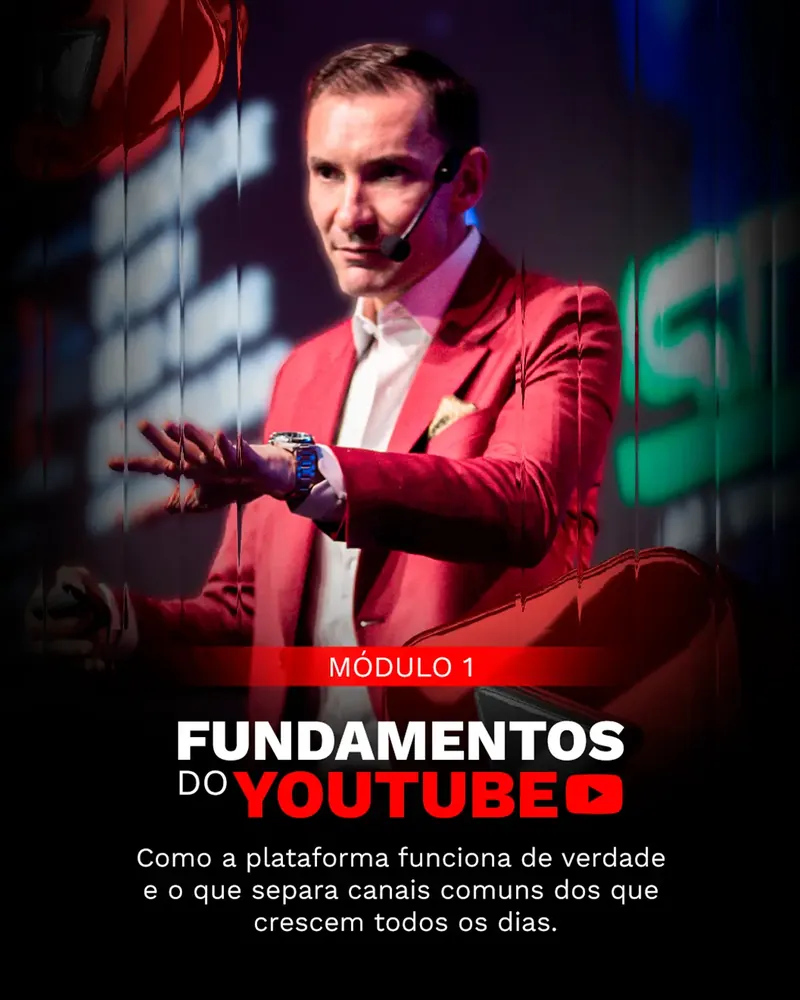 MÓDULO 1
FUNDAMENTOS
DO YOUTUBE
Como a plataforma funciona de verdade
e o que separa canais comuns dos que
crescem todos os dias.